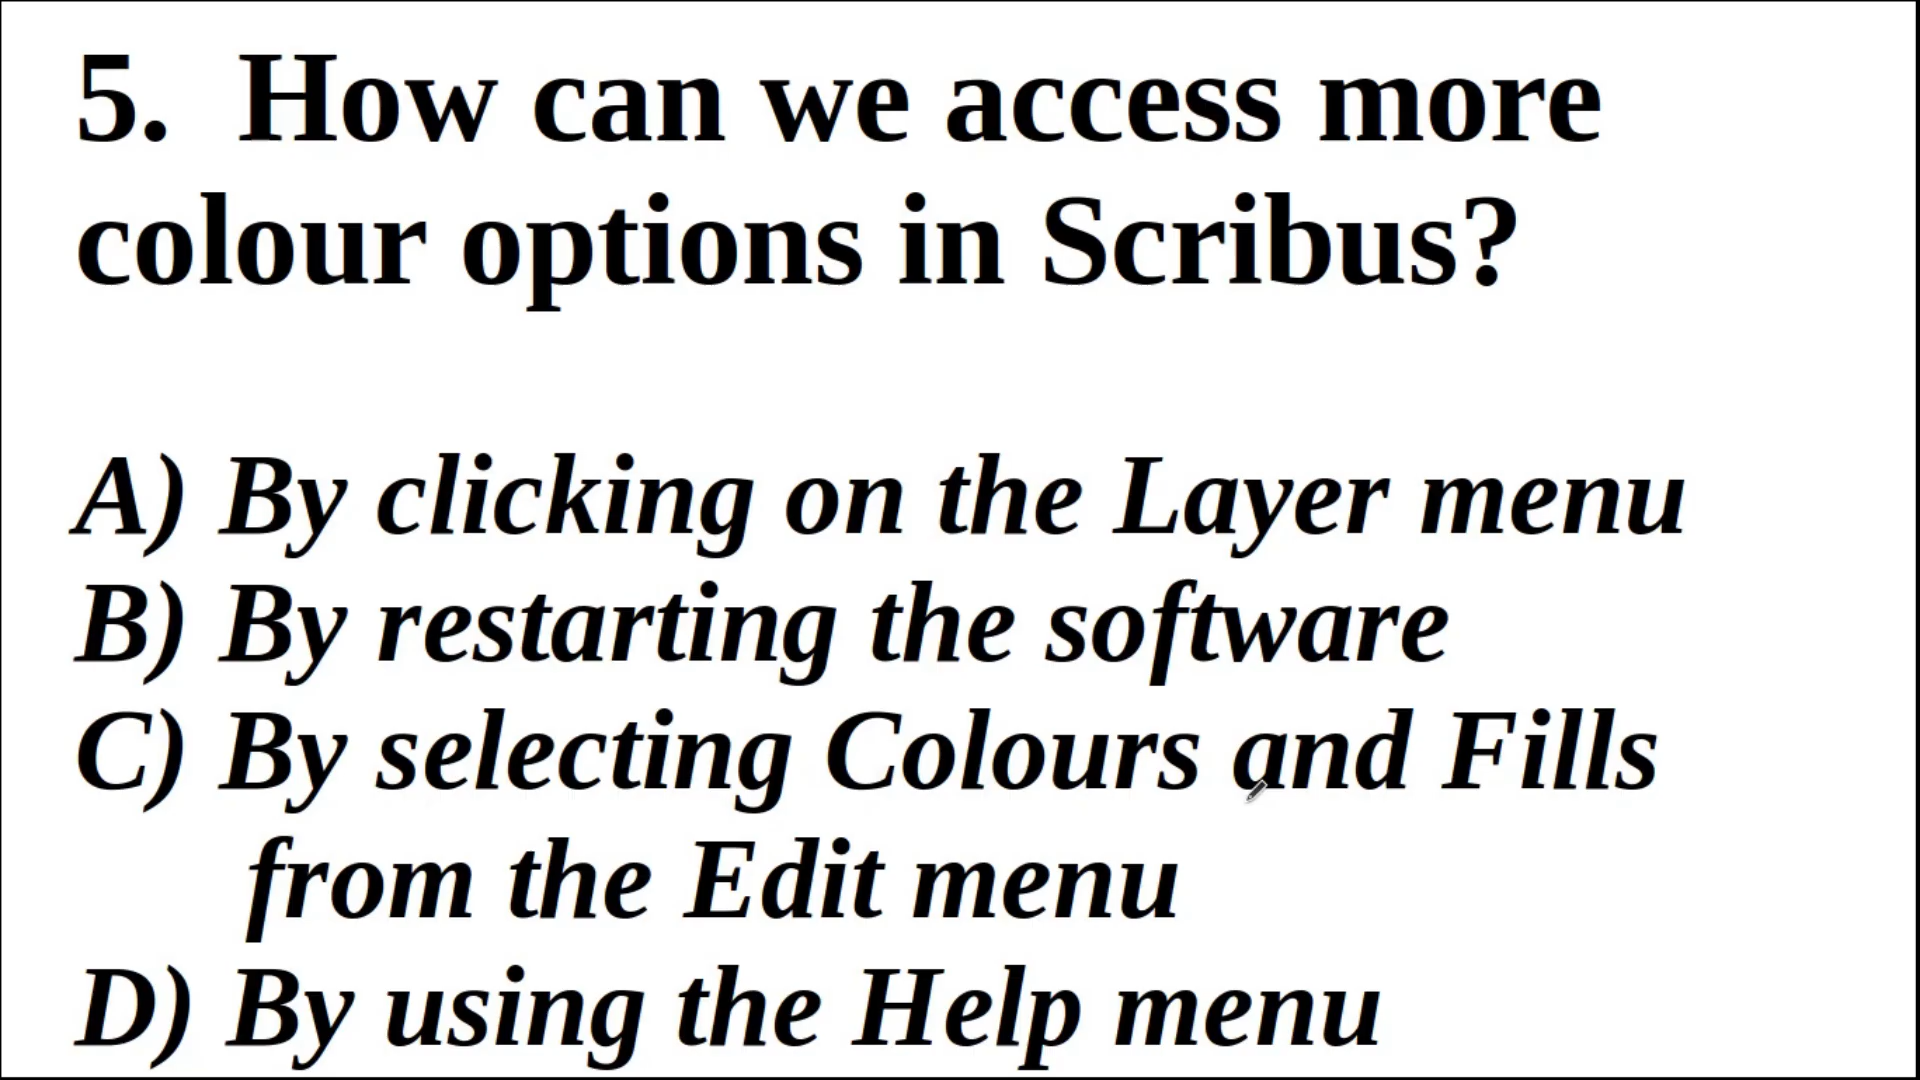 5. How can we access more
colour options in Scribus?
A) By clicking on the Layer menu
B) By restarting the software
C) By selecting Colours and Fills
from the Edit menu
D) By using the Help menu